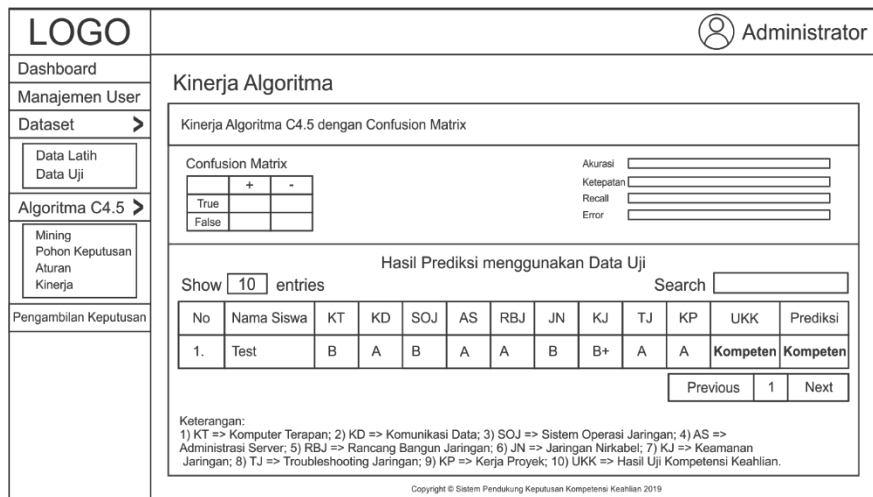 LOGO
Administrator
Dashboard
Manajemen User
Dataset >
Data Latih
Data Uji
Algoritma C4.5 >
Mining
Pohon Keputusan
Aturan
Kinerja
Pengambilan Keputusan
Kinerja Algoritma
Kinerja Algoritma C4.5 dengan Confusion Matrix
Confusion Matrix
+ -
True
False
Akurasi
Ketepatan
Recall
Error
Hasil Prediksi menggunakan Data Uji
Show 10 entries Search
No Nama Siswa KT KD SOJ AS RBJ JN KJ TJ KP UKK Prediksi
1. Test B A B A A B B+ A A Kompeten Kompeten
Previous 1 Next
Keterangan:
1) KT => Komputer Terapan; 2) KD => Komunikasi Data; 3) SOJ => Sistem Operasi Jaringan; 4) AS =>
Administrasi Server; 5) RBJ => Rancang Bangun Jaringan; 6) JN => Jaringan Nirkabel; 7) KJ => Keamanan
Jaringan; 8) TJ => Troubleshooting Jaringan; 9) KP => Kerja Proyek; 10) UKK => Hasil Uji Kompetensi Keahlian.
Copyright © Sistem Pendukung Keputusan Kompetensi Keahlian 2019